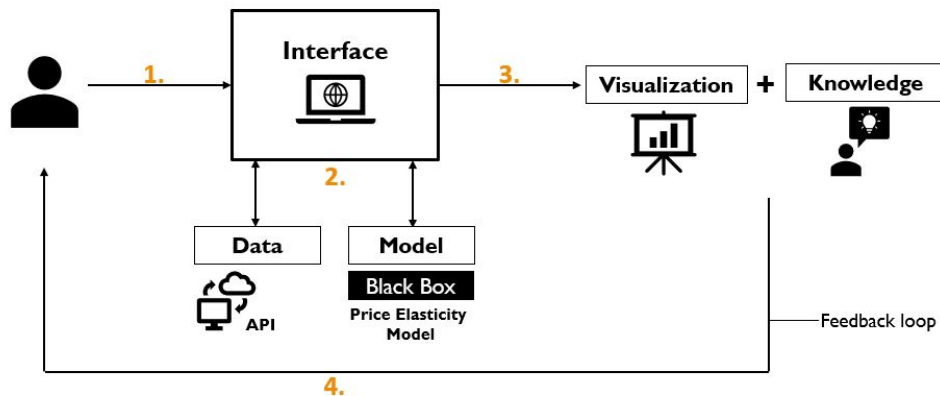 Interface
1.
3.
Visualization + Knowledge
2.
Data
Model
Black Box
API
Price Elasticity
Model
Feedback loop
4.